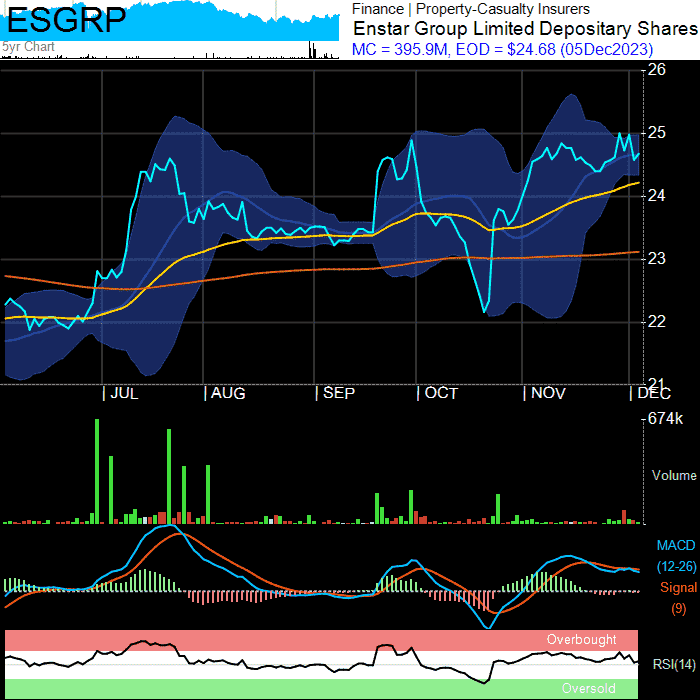 ESGRP
5yr Chart
Finance | Property-Casualty Insurers
Enstar Group Limited Depositary Shares
MC = 395.9M, EOD = $24.68 (05Dec2023)
26
25
24
23
22
21
| JUL | AUG | SEP | OCT | NOV | DEC
674k
Volume
MACD
(12-26)
Signal
(9)
Overbought
RSI(14)
Oversold